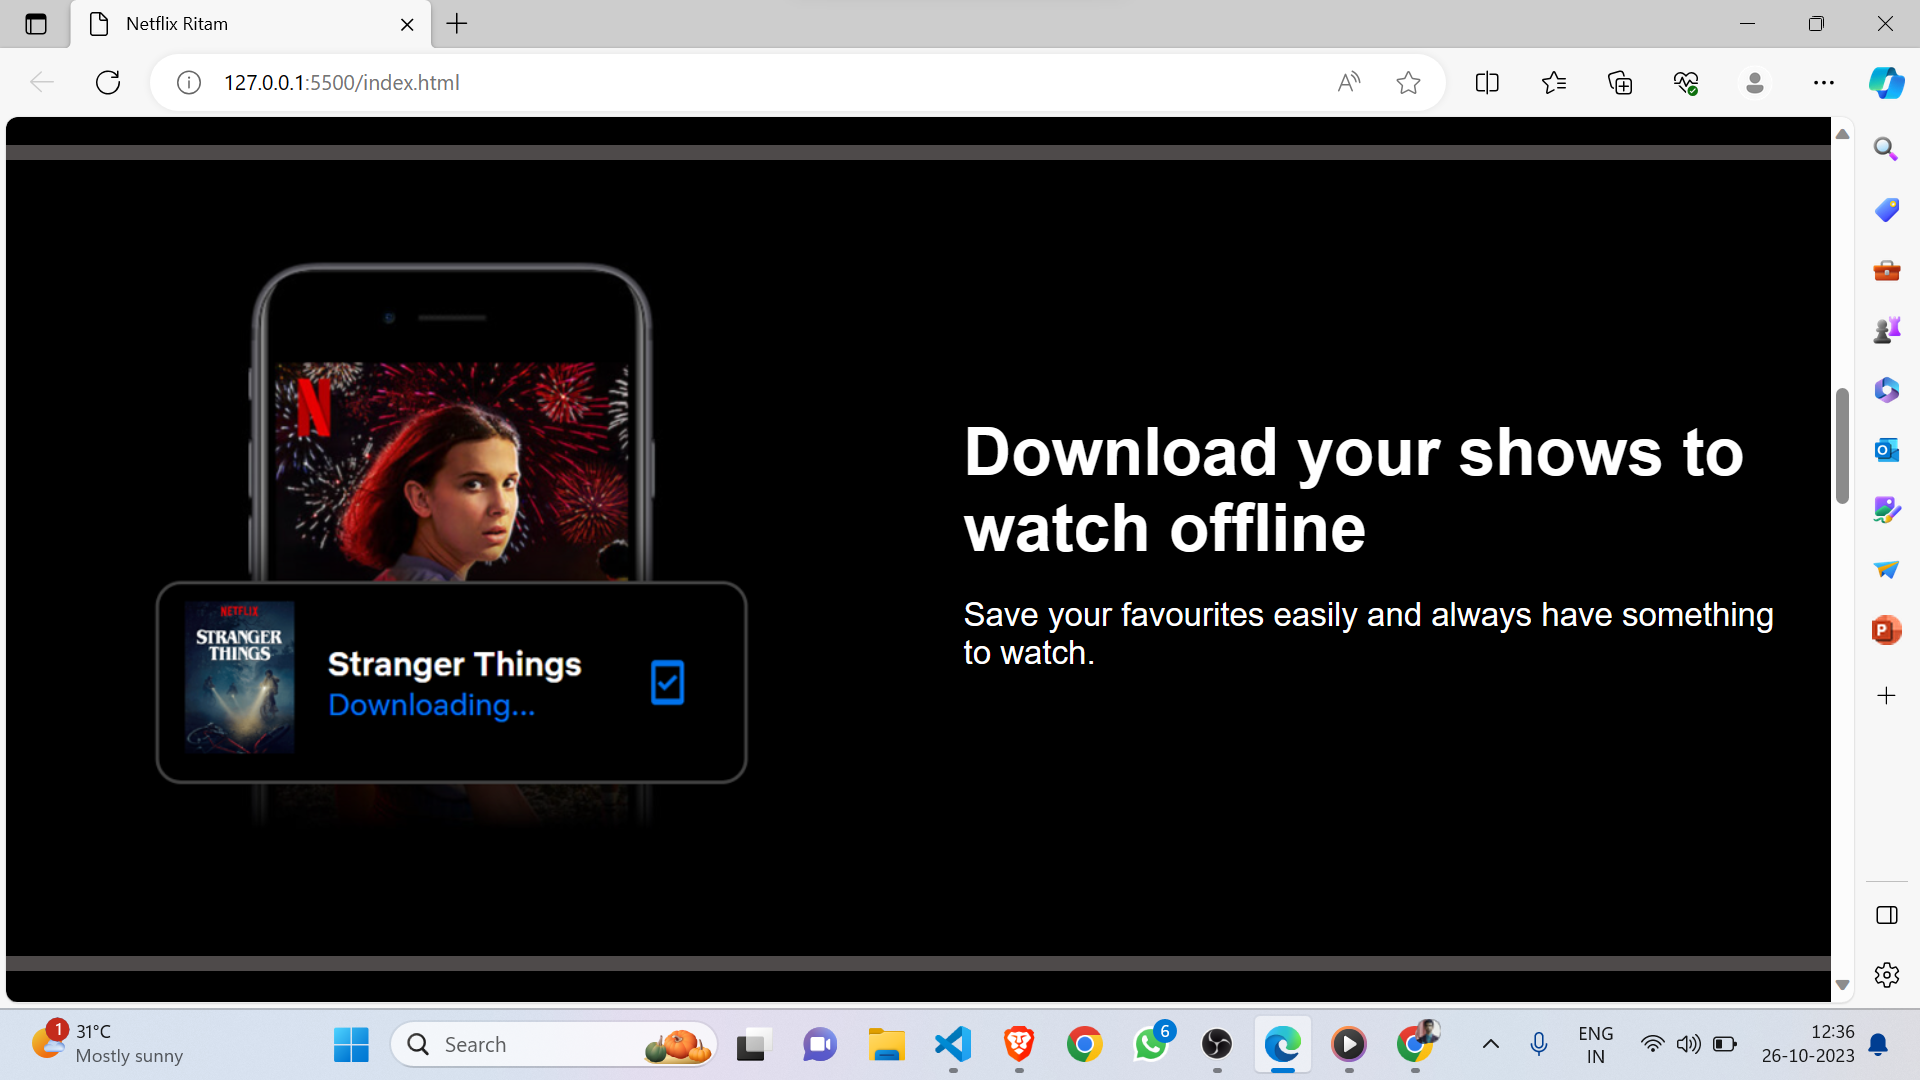 Netflix Ritam
127.0.0.1:5500/index.html
N
Download your shows to
watch offline
Save your favourites easily and always have something
to watch.
NETFLIX
STRANGER
THINGS
Stranger Things
Downloading...
1
31°C
Mostly sunny
Search
6
ENG
IN
12:36
26-10-2023